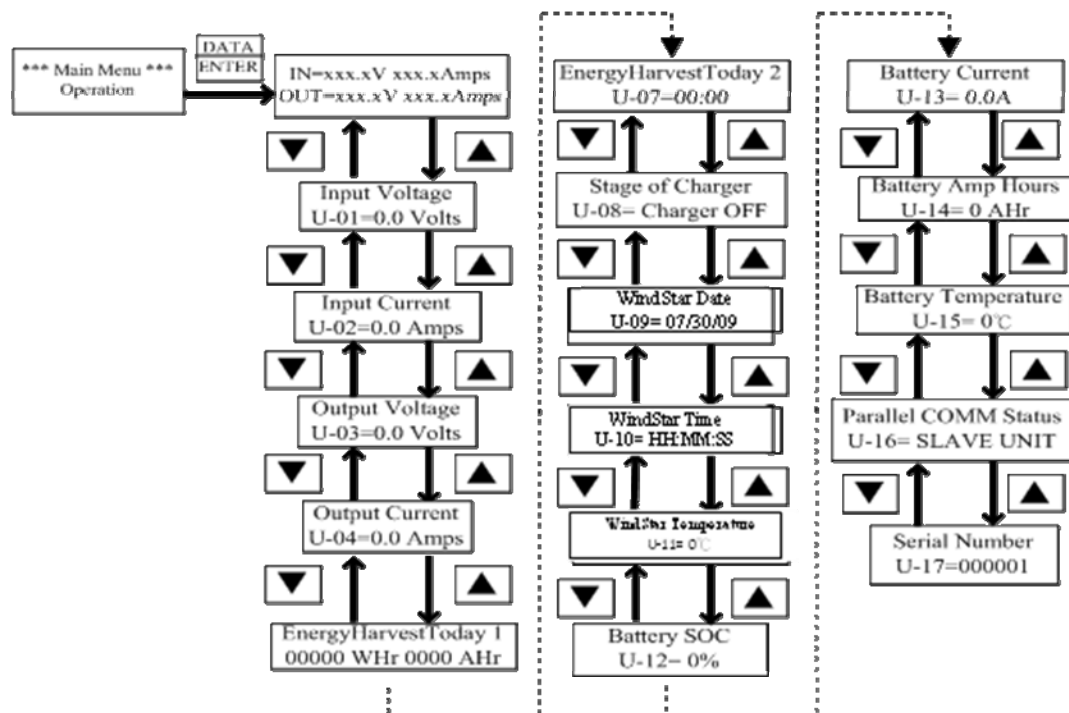 *** Main Menu ***
Operation
DATA
ENTER
IN=xxx.xV xxx.xAmps
OUT=xxx.xV xxx.xAmps
Input Voltage
U-01=0.0 Volts
Input Current
U-02=0.0 Amps
Output Voltage
U-03=0.0 Volts
Output Current
U-04=0.0 Amps
EnergyHarvestToday 1
00000 WHr 0000 AHr
EnergyHarvestToday 2
U-07=00:00
Stage of Charger
U-08= Charger OFF
WindStar Date
U-09= 07/30/09
WindStar Time
U-10= HH:MM:SS
WindStar Temperature
U-11= 0℃
Battery SOC
U-12= 0%
Battery Current
U-13= 0.0A
Battery Amp Hours
U-14= 0 AHr
Battery Temperature
U-15= 0℃
Parallel COMM Status
U-16= SLAVE UNIT
Serial Number
U-17=000001